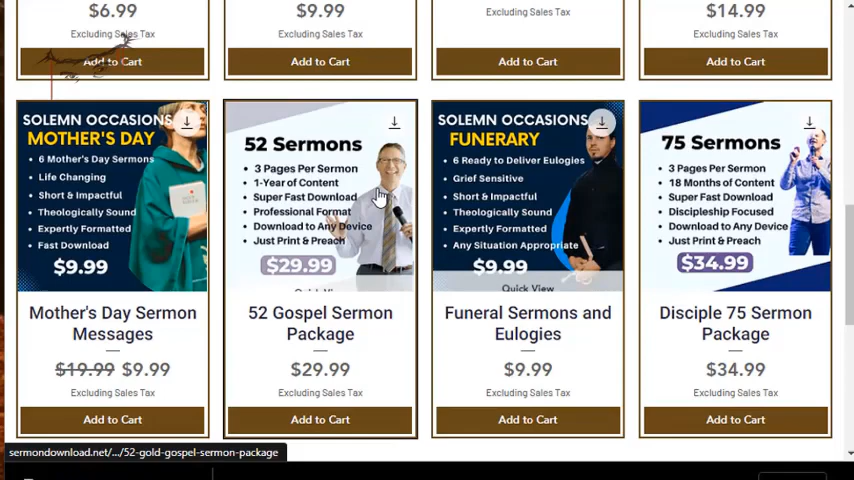 $6.99
$9.99
$14.99
Excluding Sales Tax
Excluding Sales Tax
Excluding Sales Tax
Excluding Sales Tax
Add to Cart
Add to Cart
Add to Cart
Add to Cart
SOLEMN OCCASIONS
MOTHER'S DAY
• 6 Mother's Day Sermons
• Life Changing
• Short & Impactful
• Theologically Sound
• Expertly Formatted
• Fast Download
$9.99
52 Sermons
• 3 Pages Per Sermon
• 1-Year of Content
• Super Fast Download
• Professional Format
• Download to Any Device
• Just Print & Preach
$29.99
Quick View
SOLEMN OCCASIONS
FUNERARY
• 6 Ready to Deliver Eulogies
• Grief Sensitive
• Short & Impactful
• Theologically Sound
• Expertly Formatted
• Any Situation Appropriate
$9.99
Quick View
75 Sermons
• 3 Pages Per Sermon
• 18 Months of Content
• Super Fast Download
• Discipleship Focused
• Download to Any Device
• Just Print & Preach
$34.99
Mother's Day Sermon
Messages
$19.99 $9.99
Excluding Sales Tax
Add to Cart
52 Gospel Sermon
Package
$29.99
Excluding Sales Tax
Add to Cart
Funeral Sermons and
Eulogies
$9.99
Excluding Sales Tax
Add to Cart
Disciple 75 Sermon
Package
$34.99
Excluding Sales Tax
Add to Cart
sermondownload.net/.../52-gold-gospel-sermon-package